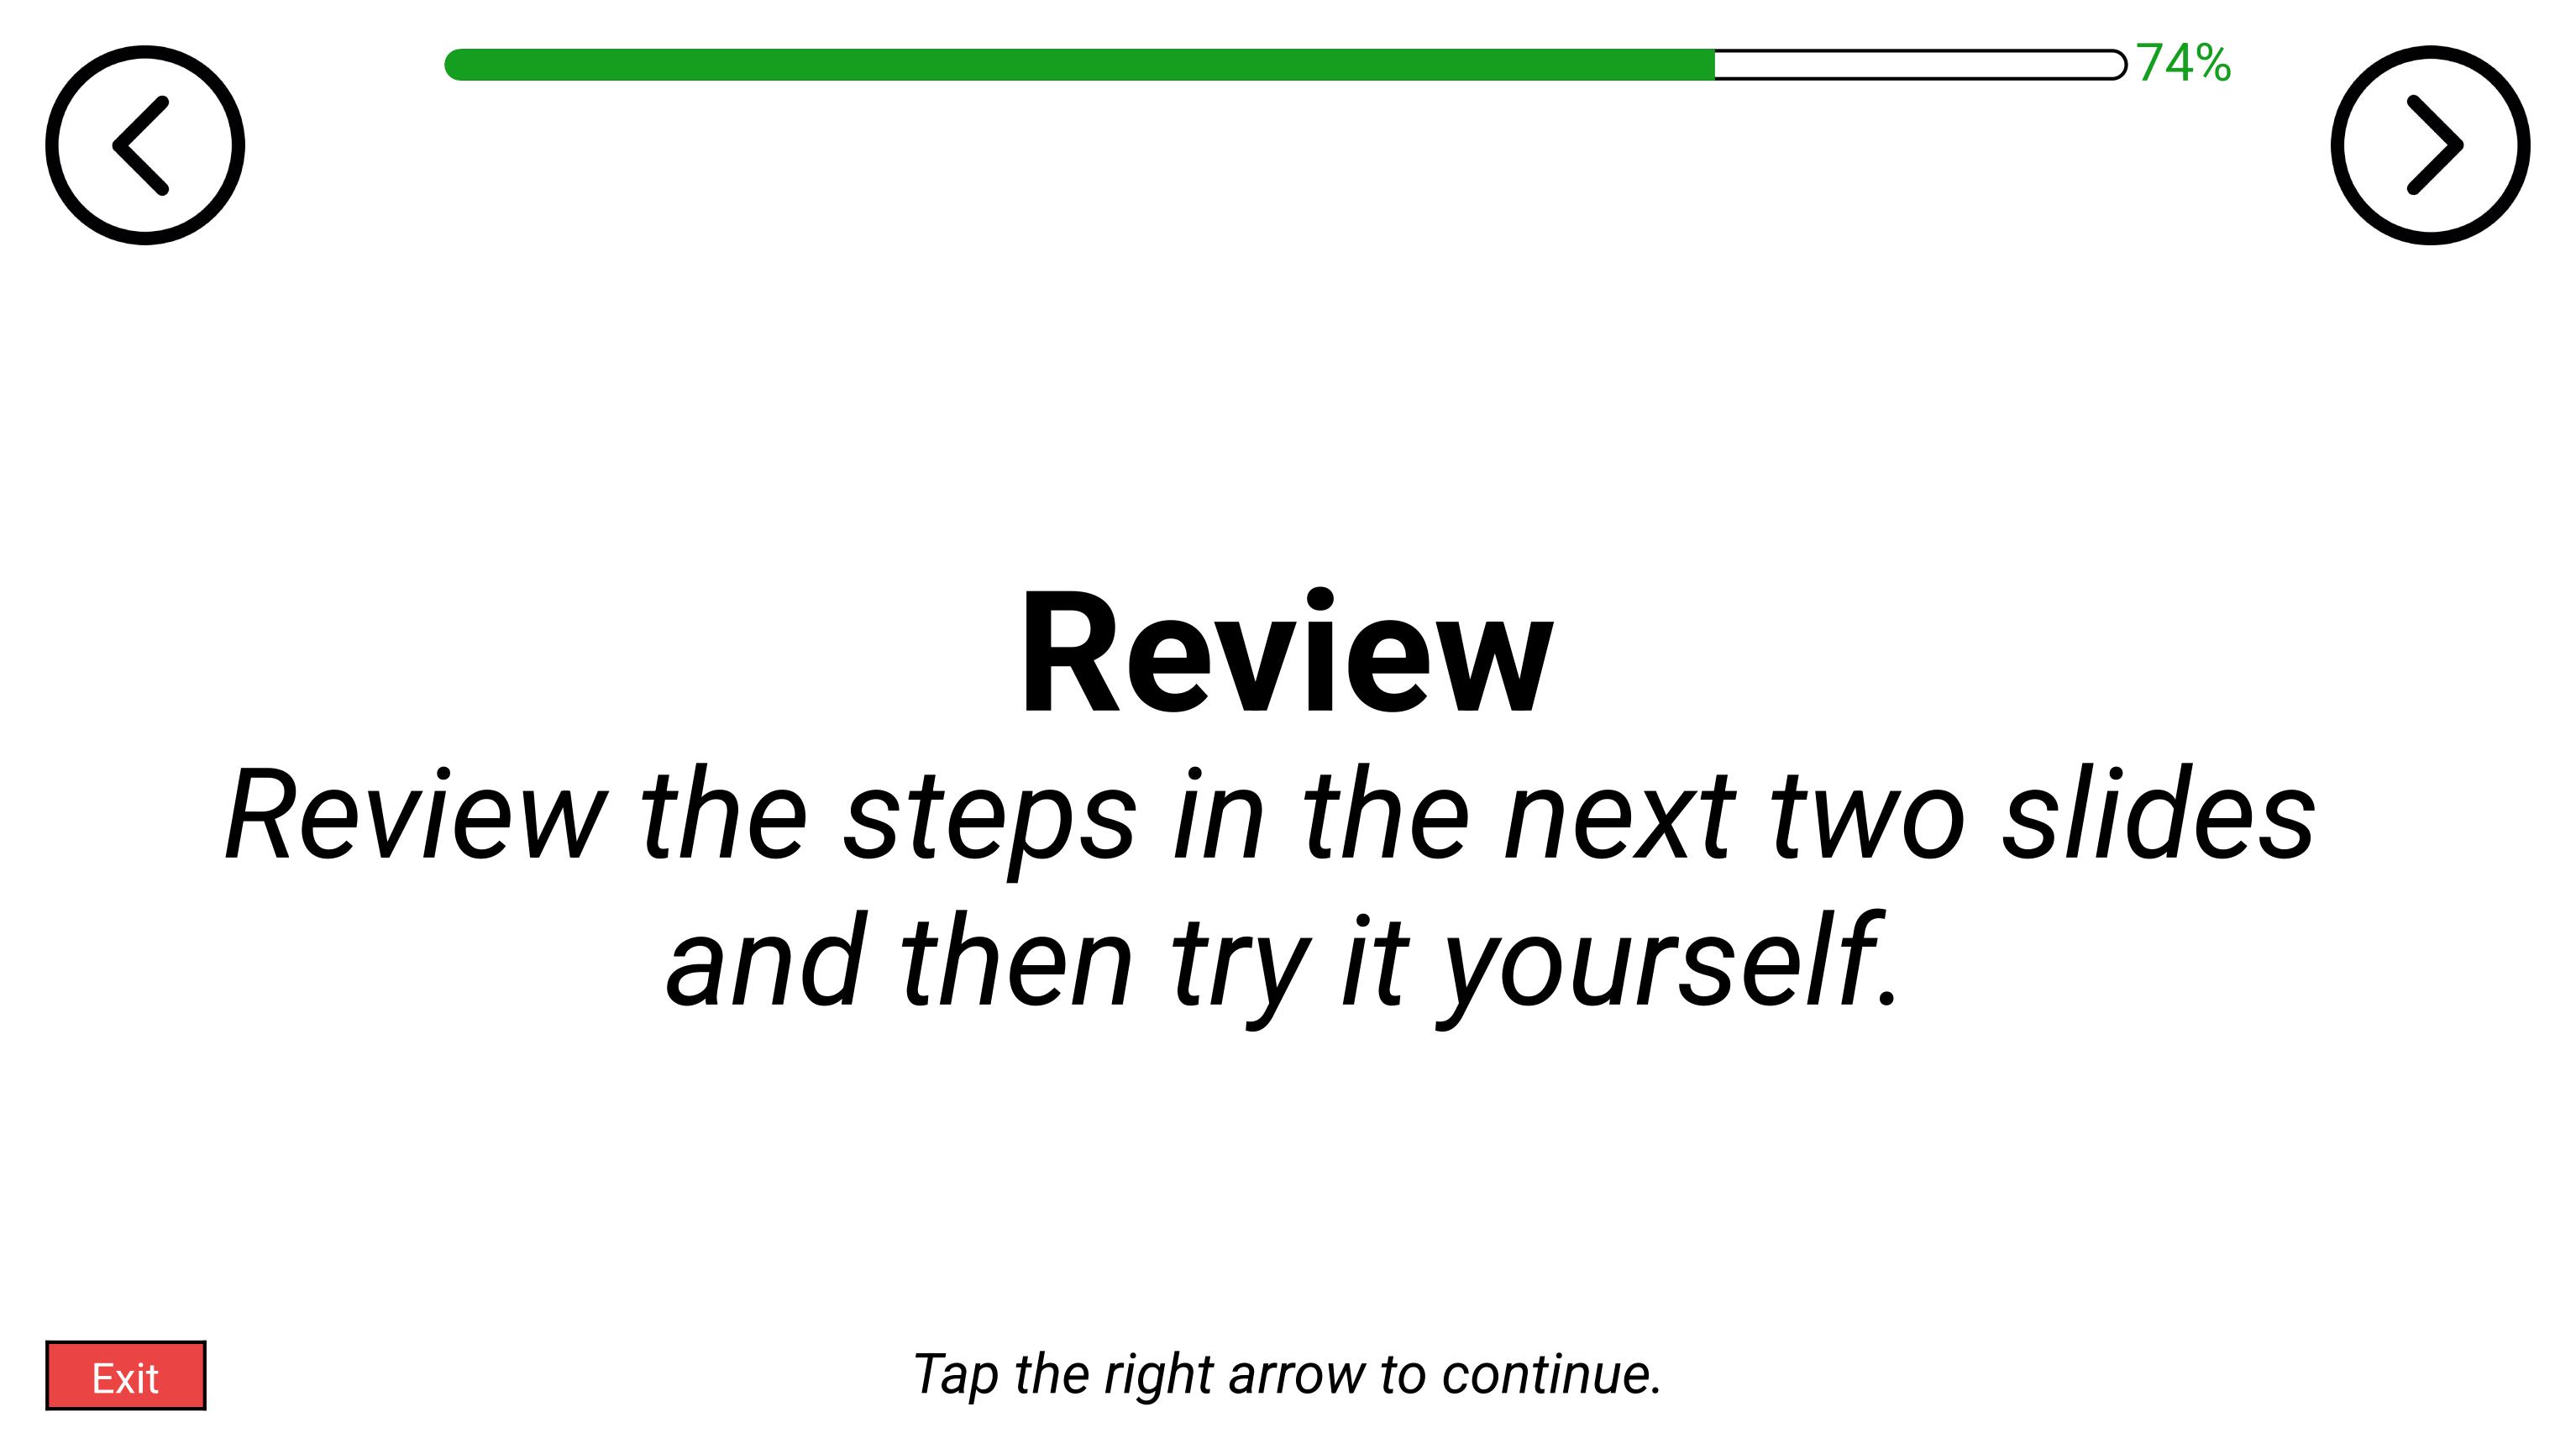 74%
Review
Review the steps in the next two slides
and then try it yourself.
Exit
Tap the right arrow to continue.